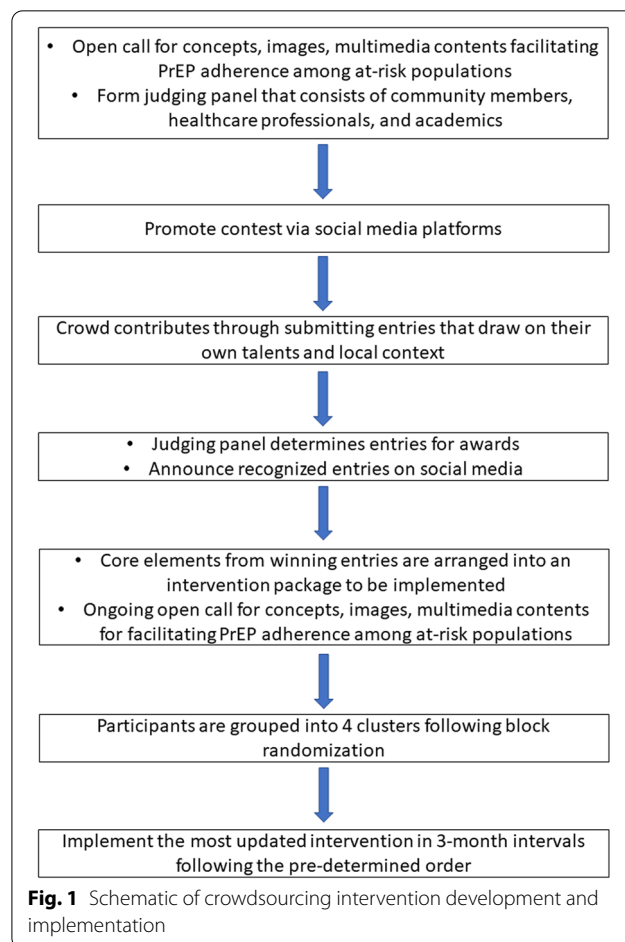 • Open call for concepts, images, multimedia contents facilitating
PrEP adherence among at-risk populations
• Form judging panel that consists of community members,
healthcare professionals, and academics
Promote contest via social media platforms
Crowd contributes through submitting entries that draw on their
own talents and local context
• Judging panel determines entries for awards
• Announce recognized entries on social media
• Core elements from winning entries are arranged into an
intervention package to be implemented
• Ongoing open call for concepts, images, multimedia contents
for facilitating PrEP adherence among at-risk populations
Participants are grouped into 4 clusters following block
randomization
Implement the most updated intervention in 3-month intervals
following the pre-determined order
Fig. 1 Schematic of crowdsourcing intervention development and
implementation